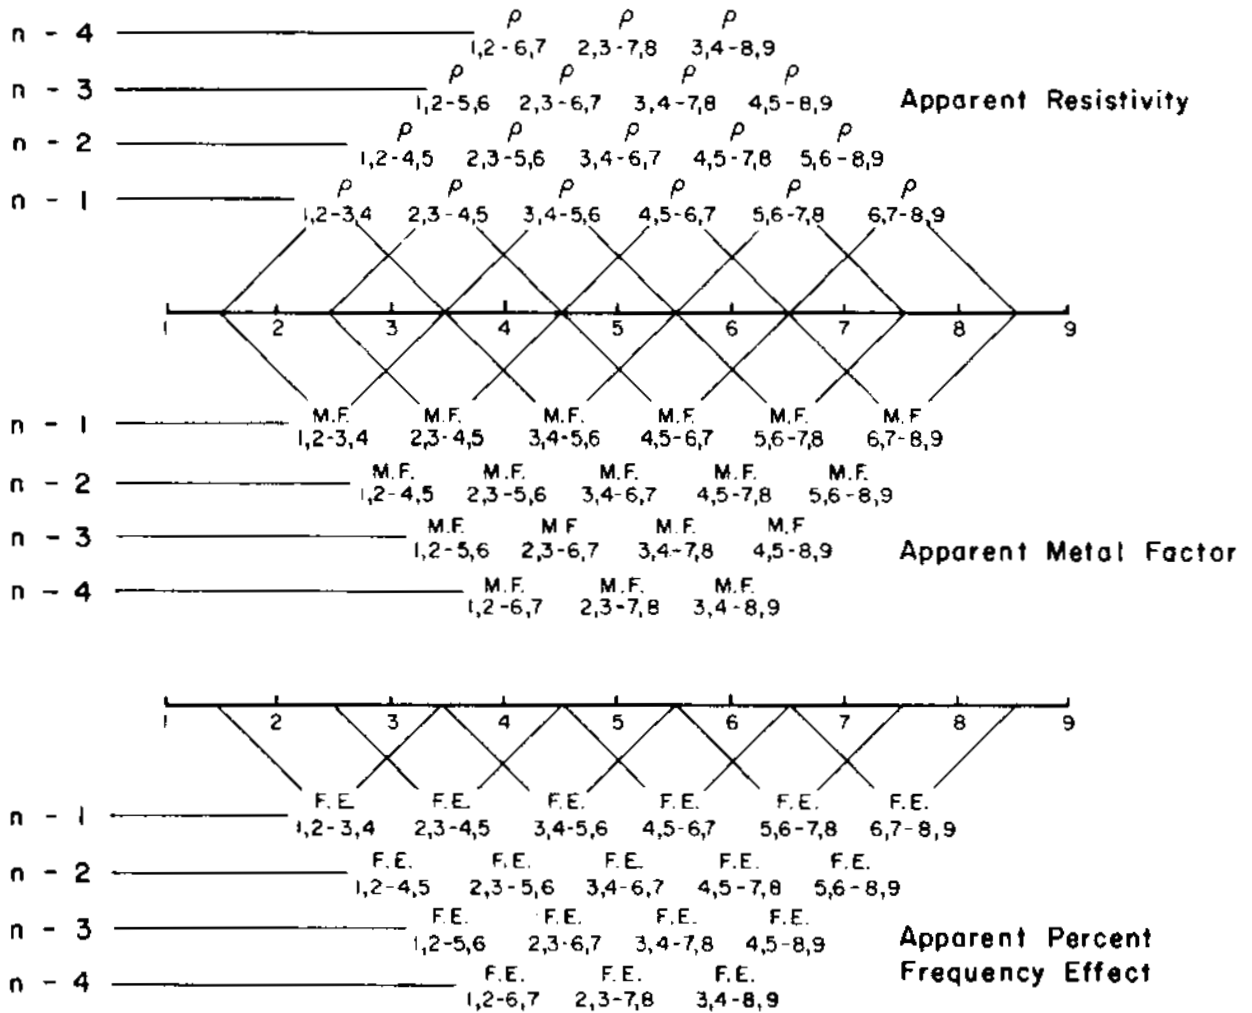 ρ ρ ρ
n - 4 1,2-6,7 2,3-7,8 3,4-8,9
ρ ρ ρ ρ
n - 3 1,2-5,6 2,3-6,7 3,4-7,8 4,5-8,9 Apparent Resistivity
ρ ρ ρ ρ ρ
n - 2 1,2-4,5 2,3-5,6 3,4-6,7 4,5-7,8 5,6-8,9
ρ ρ ρ ρ ρ ρ
n - 1 1,2-3,4 2,3-4,5 3,4-5,6 4,5-6,7 5,6-7,8 6,7-8,9
1 2 3 4 5 6 7 8 9
M.F. M.F. M.F. M.F. M.F. M.F
n - 1 1,2-3,4 2,3-4,5 3,4-5,6 4,5-6,7 5,6-7,8 6,7-8,9
M.F. M.F. M.F. M.F. M.F.
n - 2 1,2-4,5 2,3-5,6 3,4-6,7 4,5-7,8 5,6-8,9
M.F. M F M.F. M.F
n - 3 1,2-5,6 2,3-6,7 3,4-7,8 4,5-8,9 Apparent Metal Factor
M.F. M.F. M.F.
n - 4 1,2-6,7 2,3-7,8 3,4-8,9
1 2 3 4 5 6 7 8 9
F.E. F.E. F.E. F.E. F.E. F.E.
n - 1 1,2-3,4 2,3-4,5 3,4-5,6 4,5-6,7 5,6-7,8 6,7-8,9
F.E. F.E. F.E. F.E. F.E.
n - 2 1,2-4,5 2,3-5,6 3,4-6,7 4,5-7,8 5,6-8,9
F.E. F.E. F.E. F.E.
n - 3 1,2-5,6 2,3-6,7 3,4-7,8 4,5-8,9 Apparent Percent
F.E. F.E. F.E. Frequency Effect
n - 4 1,2-6,7 2,3-7,8 3,4-8,9